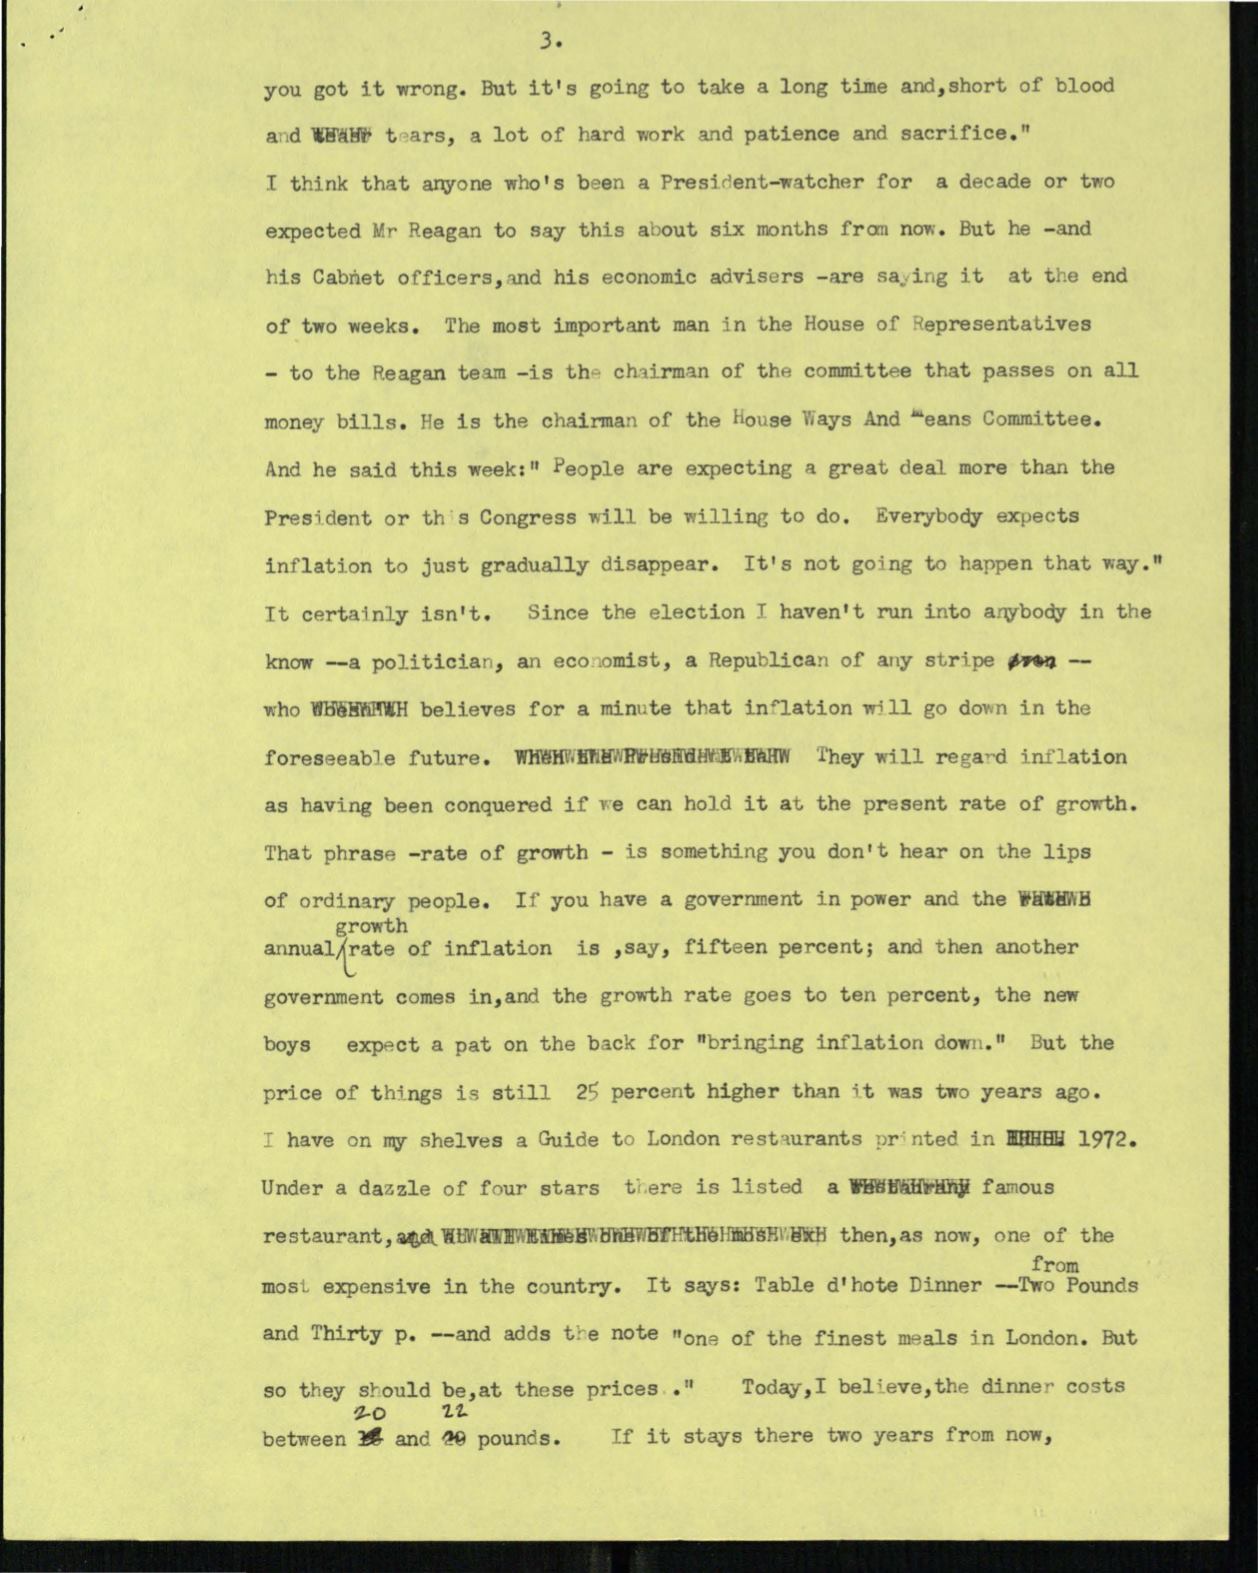 3.
you got it wrong. But it's going to take a long time and,short of blood
and tears, a lot of hard work and patience and sacrifice."
I think that anyone who's been a President-watcher for a decade or two
expected Mr Reagan to say this about six months from now. But he -and
his Cabnet officers,and his economic advisers -are saying it at the end
of two weeks. The most important man in the House of Representatives
- to the Reagan team -is the chairman of the committee that passes on all
money bills. He is the chairman of the House Ways And Means Committee.
And he said this week:" People are expecting a great deal more than the
President or this Congress will be willing to do. Everybody expects
inflation to just gradually disappear. It's not going to happen that way."
It certainly isn't. Since the election I haven't run into anybody in the
know --a politician, an economist, a Republican of any stripe even --
who believes for a minute that inflation will go down in the
foreseeable future. They will regard inflation
as having been conquered if we can hold it at the present rate of growth.
That phrase -rate of growth - is something you don't hear on the lips
of ordinary people. If you have a government in power and the
growth
annual/rate of inflation is ,say, fifteen percent; and then another
government comes in,and the growth rate goes to ten percent, the new
boys expect a pat on the back for "bringing inflation down." But the
price of things is still 25 percent higher than it was two years ago.
I have on my shelves a Guide to London restaurants printed in 1972.
Under a dazzle of four stars there is listed a famous
restaurant, then,as now, one of the
from
most expensive in the country. It says: Table d'hote Dinner --Two Pounds
and Thirty p. --and adds the note "one of the finest meals in London. But
so they should be,at these prices ." Today,I believe,the dinner costs
20 22
between and pounds. If it stays there two years from now,